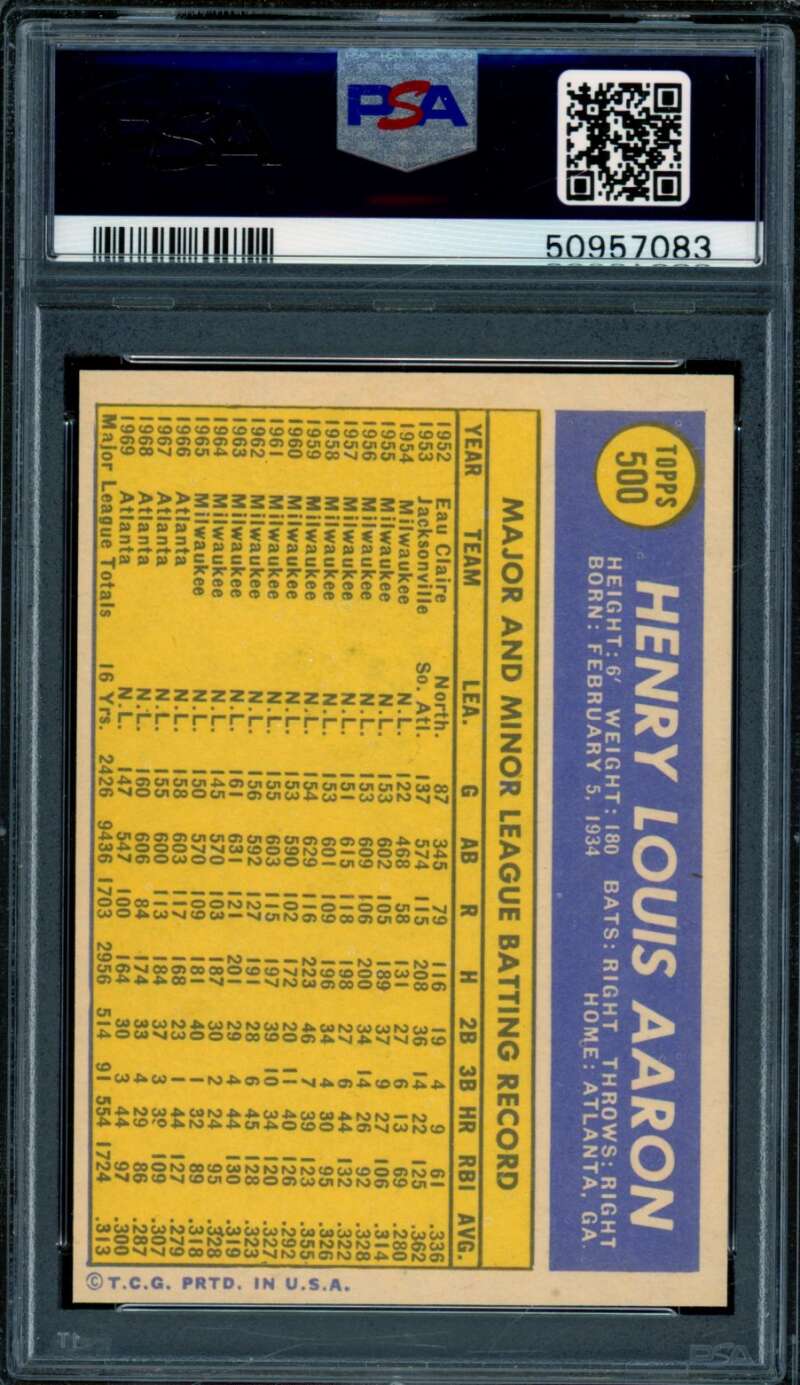 PSA
50957083
TOPPS
500
HENRY LOUIS AARON
HEIGHT: 6' WEIGHT: 180 BATS: RIGHT THROWS: RIGHT
BORN: FEBRUARY 5, 1934 HOME: ATLANTA, GA.
MAJOR AND MINOR LEAGUE BATTING RECORD
YEAR TEAM LEA. G AB R H 2B 3B HR RBI AVG.
1952 Eau Claire North. 87 345 79 116 19 4 9 61 .336
1953 Jacksonville So. Atl. 137 574 115 208 36 14 22 125 .362
1954 Milwaukee N.L. 122 468 58 131 27 6 13 69 .280
1955 Milwaukee N.L. 153 602 105 189 37 9 27 106 .314
1956 Milwaukee N.L. 153 609 106 200 34 14 26 92 .328
1957 Milwaukee N.L. 151 615 118 198 27 6 44 132 .322
1958 Milwaukee N.L. 153 601 109 196 34 4 30 95 .326
1959 Milwaukee N.L. 154 629 116 223 46 7 39 123 .355
1960 Milwaukee N.L. 153 590 102 172 20 11 40 126 .292
1961 Milwaukee N.L. 155 603 115 197 39 10 34 120 .327
1962 Milwaukee N.L. 156 592 127 191 28 6 45 128 .323
1963 Milwaukee N.L. 161 631 121 201 29 4 44 130 .319
1964 Milwaukee N.L. 145 570 103 187 30 2 24 95 .328
1965 Milwaukee N.L. 150 570 109 181 40 1 32 89 .318
1966 Atlanta N.L. 158 603 117 168 23 1 44 127 .279
1967 Atlanta N.L. 155 600 113 184 37 3 39 109 .307
1968 Atlanta N.L. 160 606 84 174 33 4 29 86 .287
1969 Atlanta N.L. 147 547 100 164 30 3 44 97 .300
Major League Totals 16 Yrs. 2426 9436 1703 2956 514 91 554 1724 .313
© T.C.G. PRTD. IN U.S.A.
PSA